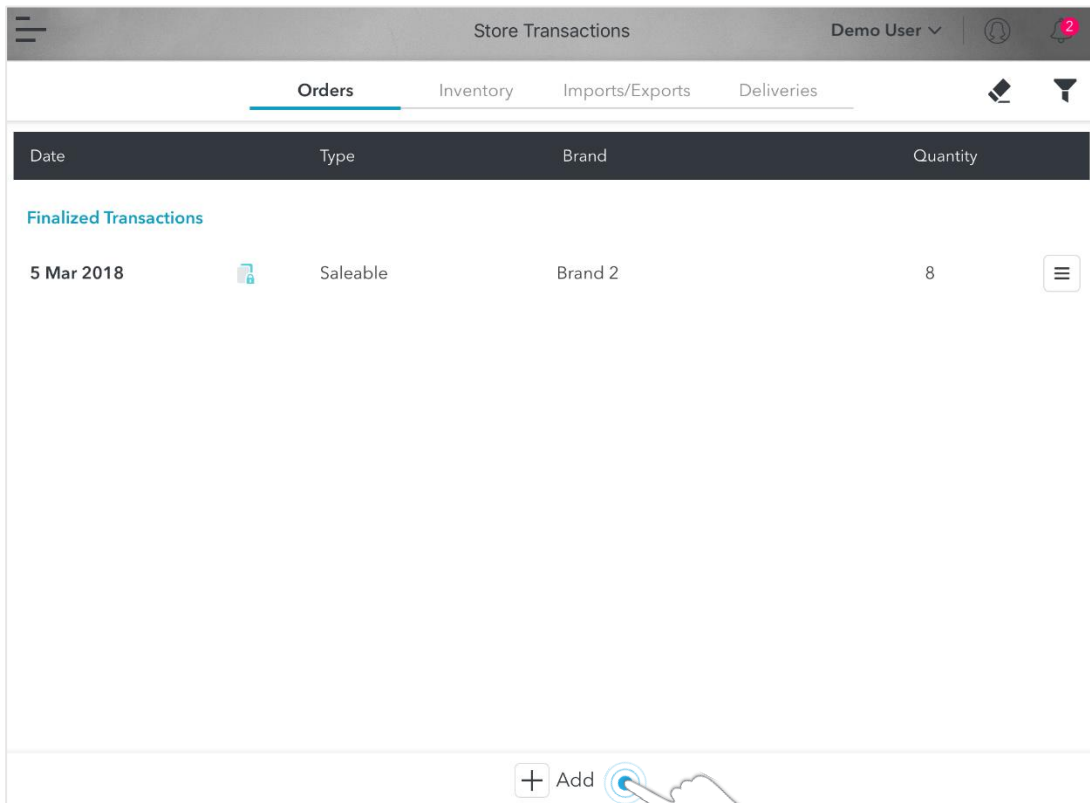 Store Transactions Demo User 2
Orders Inventory Imports/Exports Deliveries
Date Type Brand Quantity
Finalized Transactions
5 Mar 2018 Saleable Brand 2 8
Add